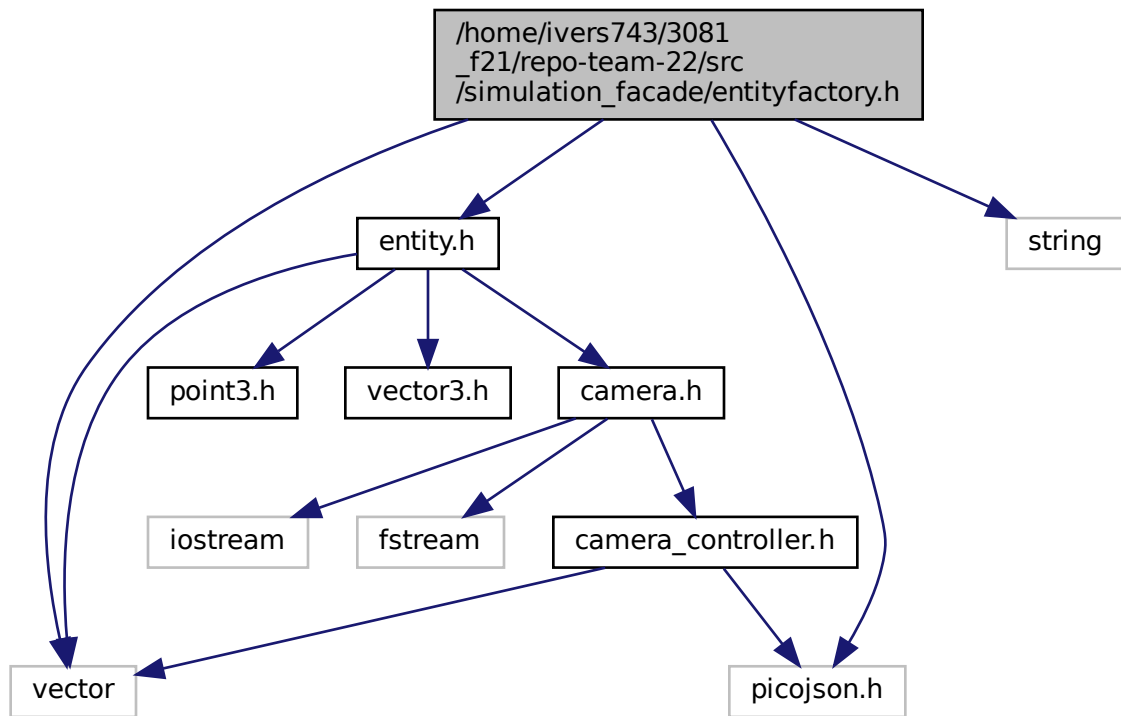 /home/ivers743/3081
_f21/repo-team-22/src
/simulation_facade/entityfactory.h
entity.h
string
point3.h
vector3.h
camera.h
iostream
fstream
camera_controller.h
vector
picojson.h